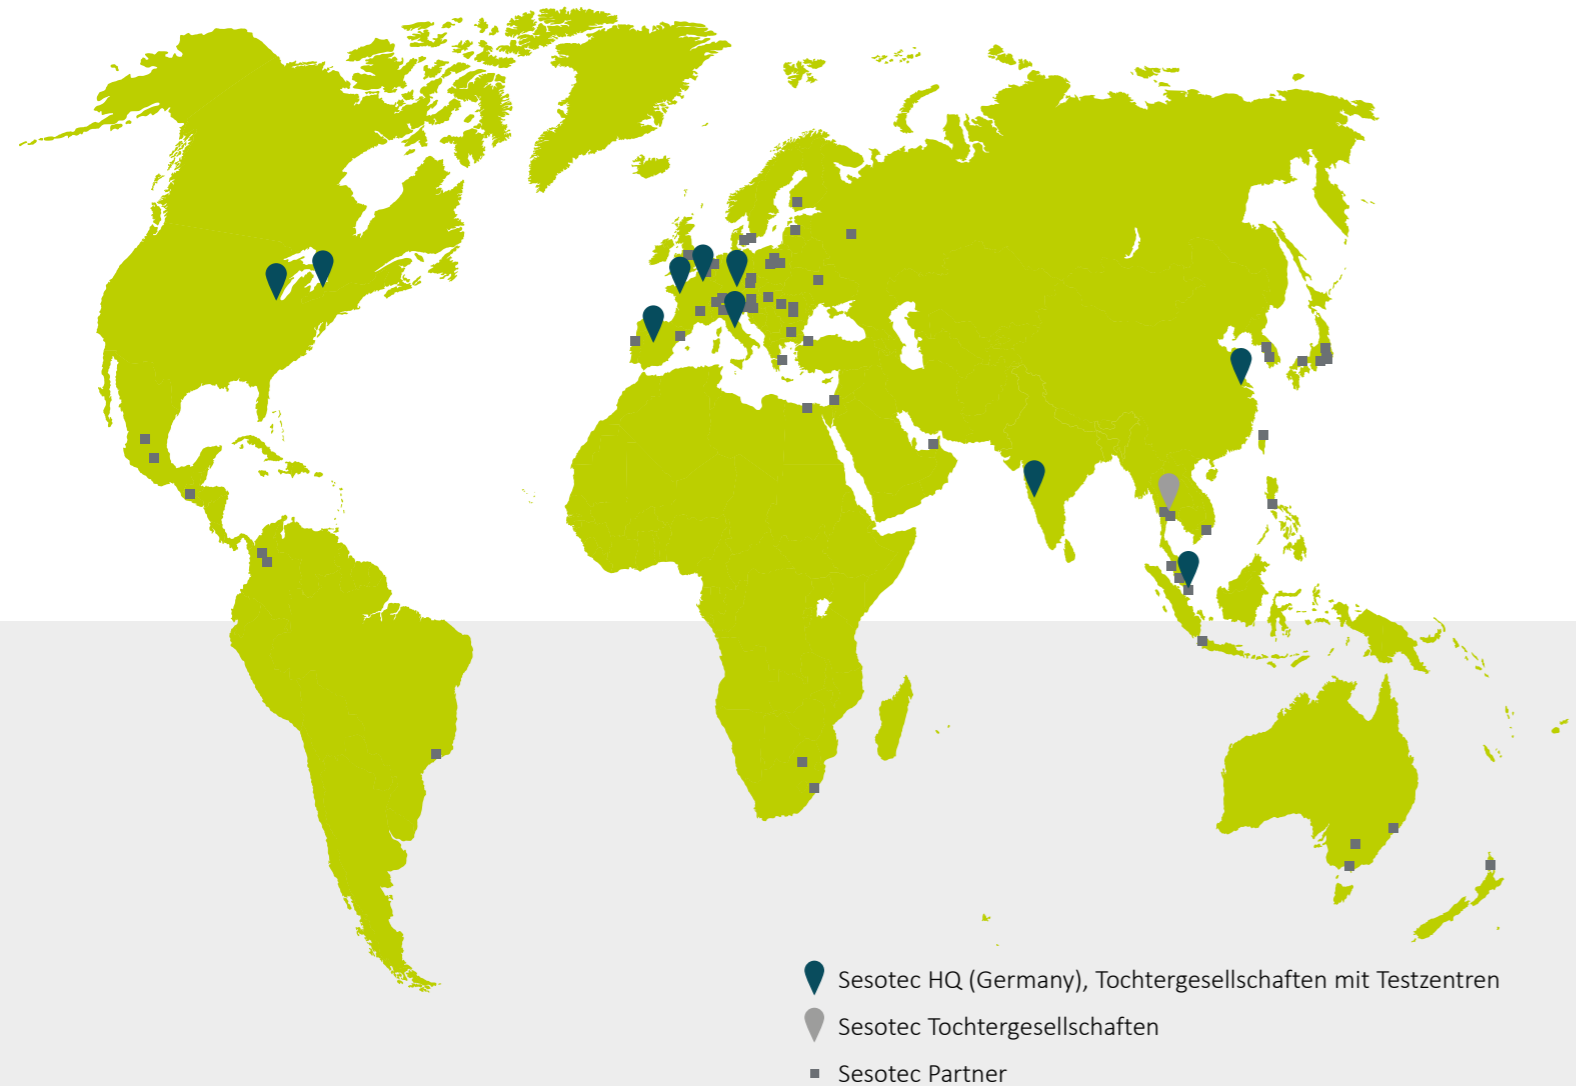 Sesotec HQ (Germany), Tochtergesellschaften mit Testzentren
Sesotec Tochtergesellschaften
Sesotec Partner